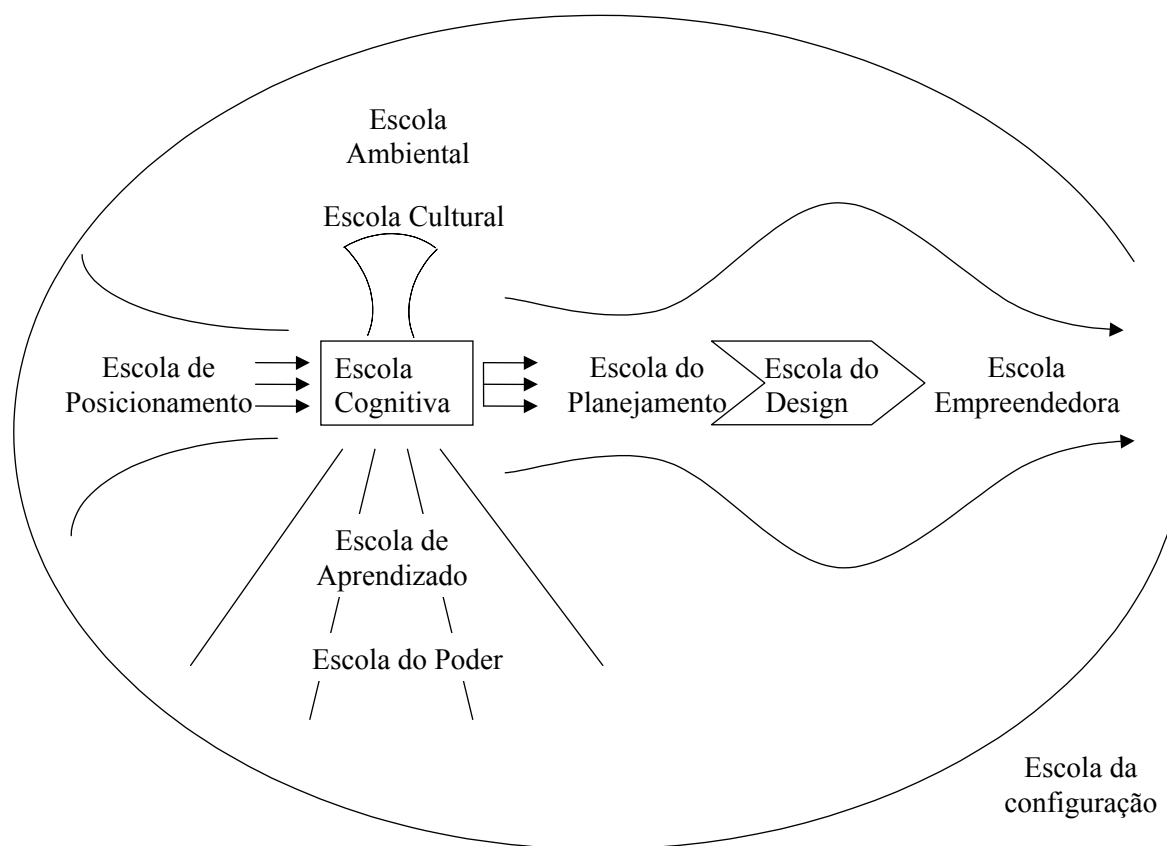 Escola
Ambiental
Escola Cultural
Escola de
Posicionamento
Escola
Cognitiva
Escola do
Planejamento
Escola do
Design
Escola
Empreendedora
Escola de
Aprendizado
Escola do Poder
Escola da
configuração